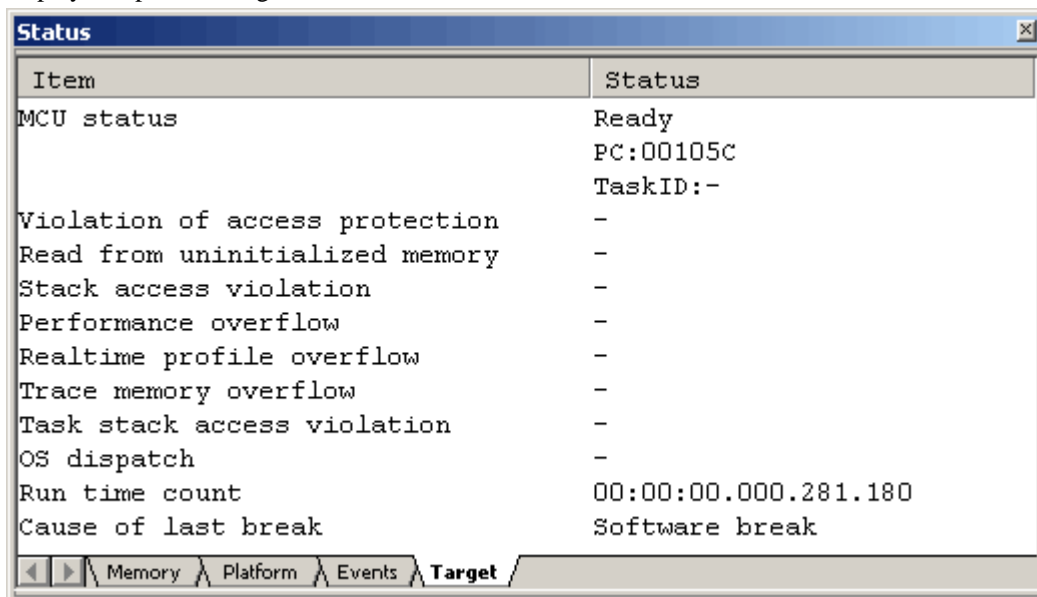 Status
Item Status
MCU status Ready
PC:00105C
TaskID:-
Violation of access protection -
Read from uninitialized memory -
Stack access violation -
Performance overflow -
Realtime profile overflow -
Trace memory overflow -
Task stack access violation -
OS dispatch -
Run time count 00:00:00.000.281.180
Cause of last break Software break
Memory Platform Events Target